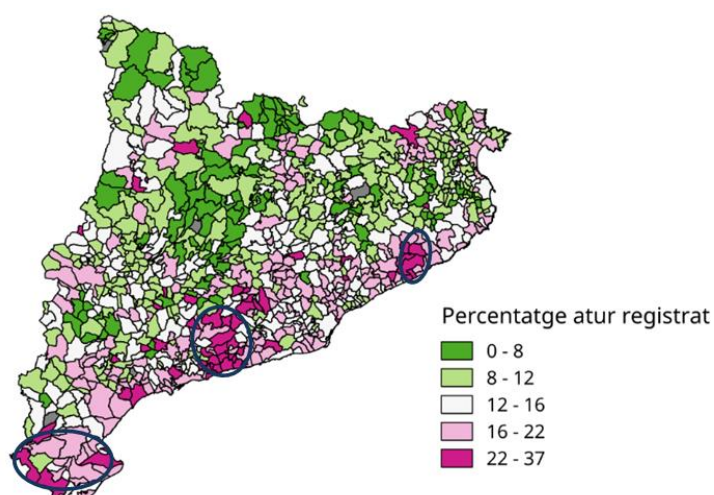 Percentatge atur registrat
0 - 8
8 - 12
12 - 16
16 - 22
22 - 37